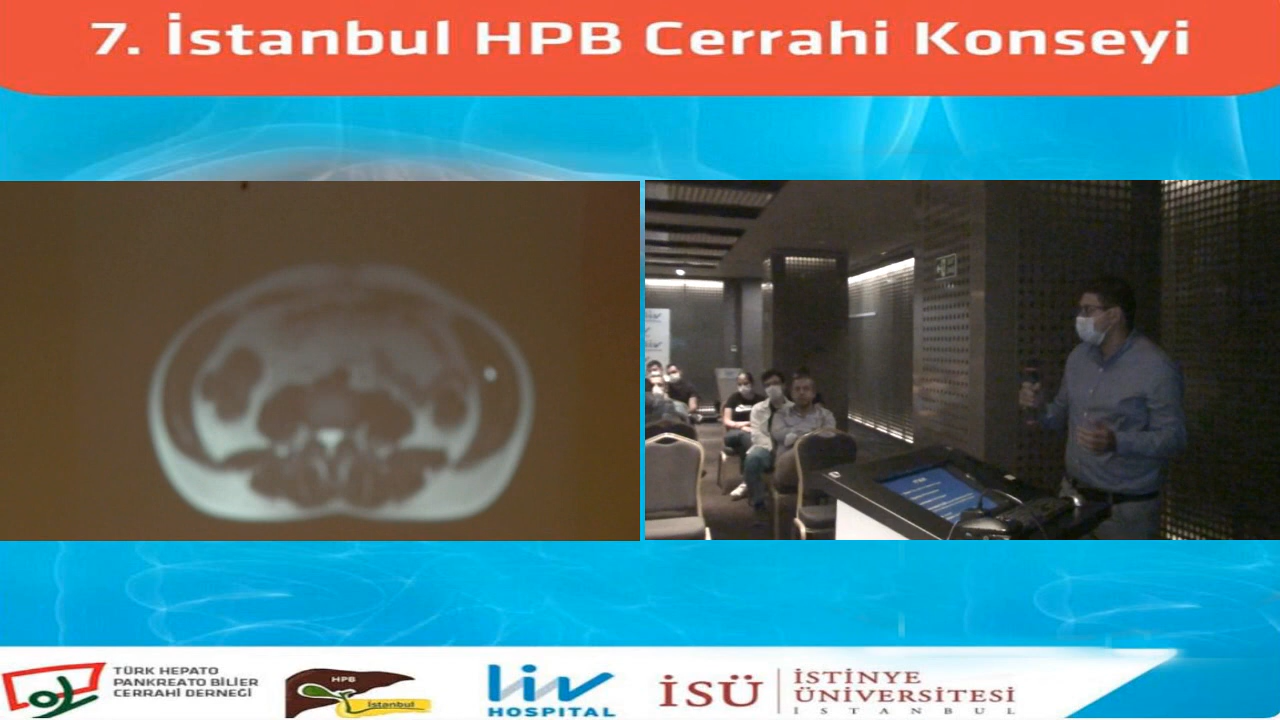 7. İstanbul HPB Cerrahi Konseyi
TÜRK HEPATO
PANKREATO BİLİER
CERRAHİ DERNEĞİ
HPB
İstanbul
liv
HOSPITAL
İSÜ
İSTİNYE
ÜNİVERSİTESİ
İSTANBUL